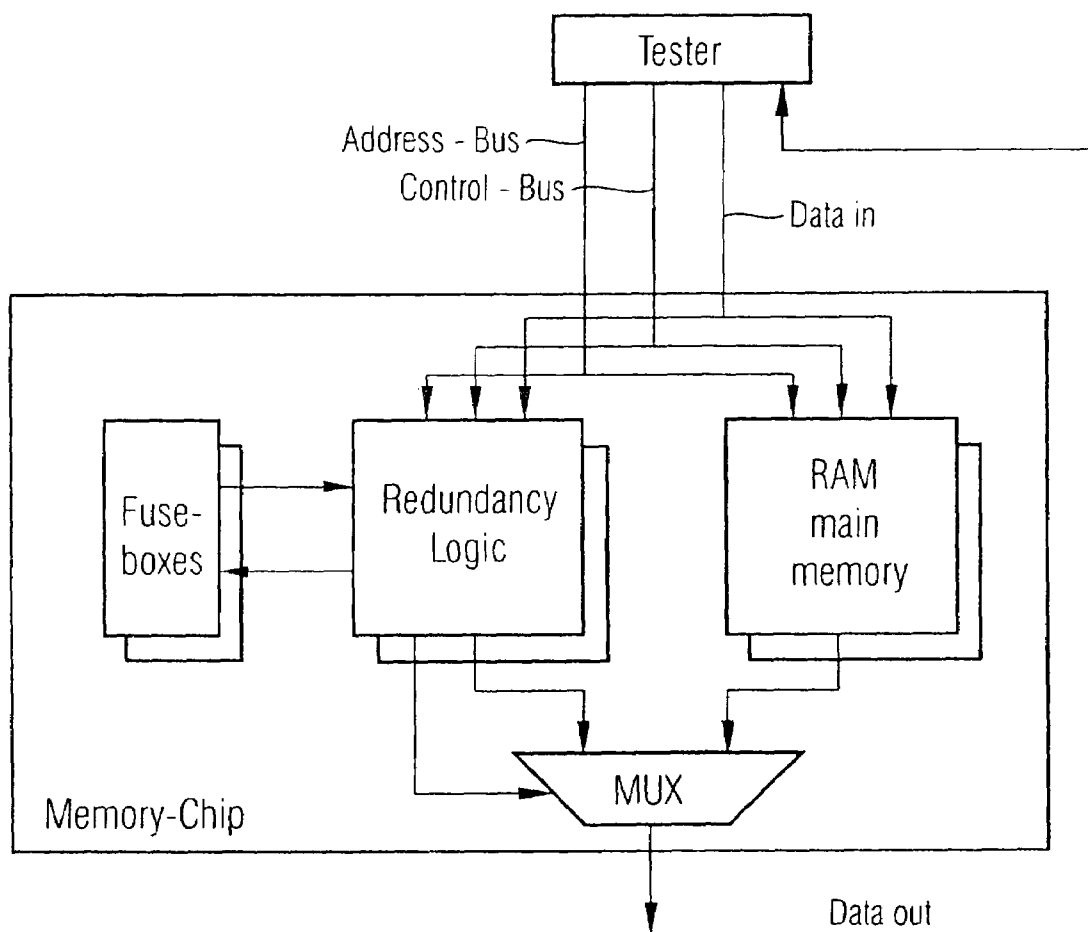 Tester
Address - Bus
Control - Bus
Data in
Fuse-
boxes
Redundancy
Logic
RAM
main
memory
MUX
Memory-Chip
Data out